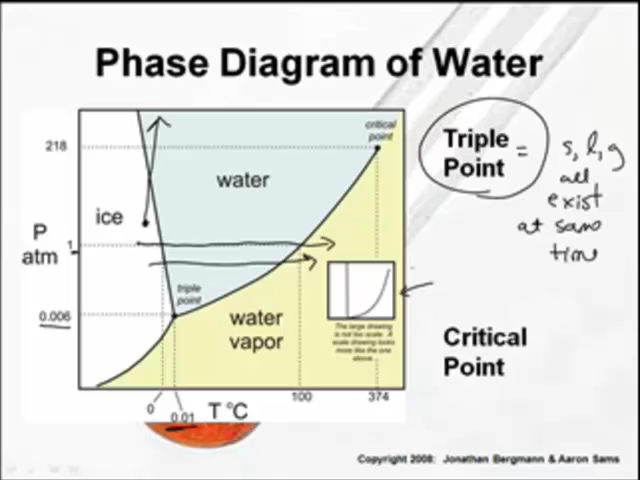 Phase Diagram of Water
218
critical
point
water
ice
P
atm
1
triple
point
0.006
water
vapor
The large drawing
is not too scale. A
scale drawing looks
more like the one
above...
0
0.01
T °C
100
374
Triple
Point
=
s, l, g
all
exist
at same
time
Critical
Point
Copyright 2008: Jonathan Bergmann & Aaron Sams